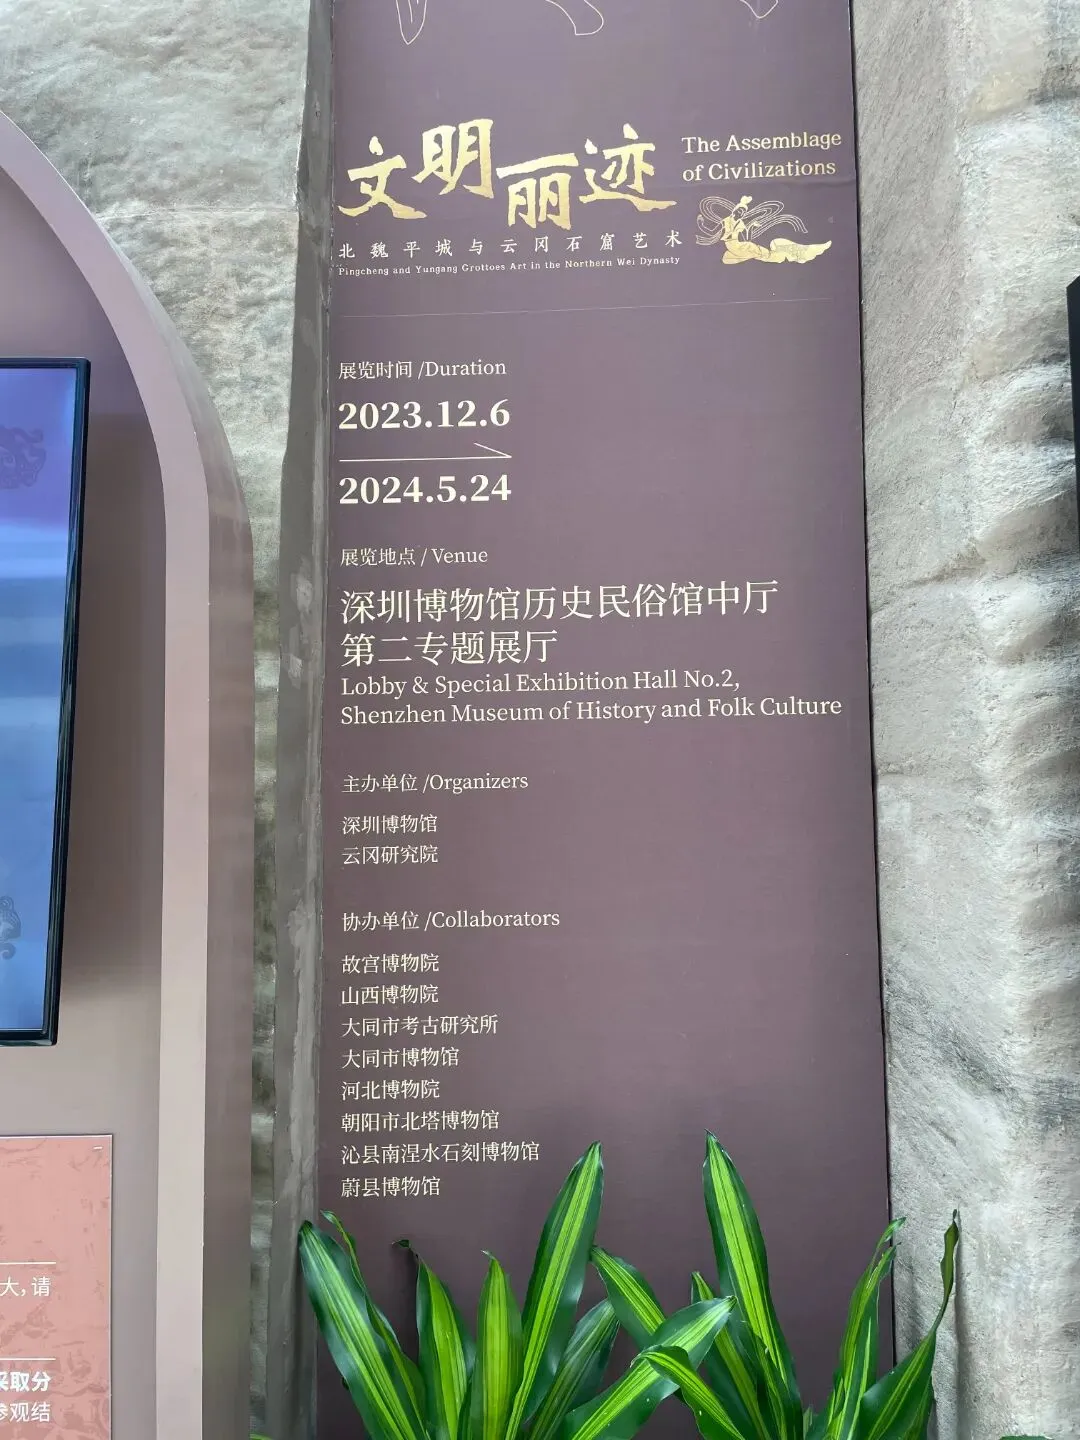 文明丽迹
The Assemblage
of Civilizations
北魏平城与云冈石窟艺术
Pingcheng and Yungang Grottoes Art in the Northern Wei Dynasty
展览时间 /Duration
2023.12.6
2024.5.24
展览地点 / Venue
深圳博物馆历史民俗馆中厅
第二专题展厅
Lobby & Special Exhibition Hall No.2,
Shenzhen Museum of History and Folk Culture
主办单位 /Organizers
深圳博物馆
云冈研究院
协办单位 /Collaborators
故宫博物院
山西博物院
大同市考古研究所
大同市博物馆
河北博物院
朝阳市北塔博物馆
沁县南涅水石刻博物馆
蔚县博物馆
大，请
采取分
参观结